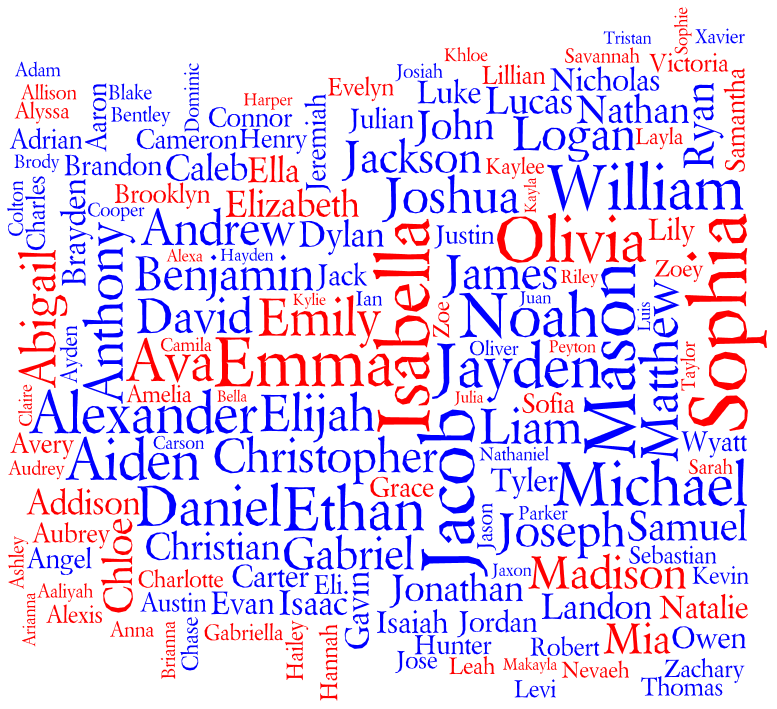 Sophie
Tristan
Xavier
Khloe
Savannah
Victoria
Adam
Josiah
Lillian
Nicholas
Allison
Blake
Dominic
Harper
Evelyn
Luke
Lucas
Nathan
Ryan
Samantha
Alyssa
Aaron
Bentley
Connor
Jeremiah
Julian
John
Logan
Layla
Adrian
Cameron
Henry
Brody
Brandon
Caleb
Ella
Jackson
Kaylee
Kayla
William
Colton
Charles
Brayden
Brooklyn
Elizabeth
Joshua
Cooper
Andrew
Dylan
Isabella
Justin
Olivia
Lily
Sophia
Abigail
Anthony
Alexa
Hayden
Benjamin
Jack
James
Riley
Zoey
Ayden
David
Kylie
Emily
Ian
Zoe
Noah
Juan
Mason
Luis
Matthew
Camila
Ava
Emma
Oliver
Peyton
Taylor
Jayden
Claire
Amelia
Bella
Julia
Sofia
Alexander
Elijah
Jacob
Liam
Avery
Carson
Wyatt
Audrey
Aiden
Christopher
Nathaniel
Sarah
Grace
Tyler
Michael
Addison
Daniel
Ethan
Jason
Parker
Aubrey
Chloe
Joseph
Samuel
Ashley
Angel
Christian
Gabriel
Sebastian
Jaxon
Madison
Kevin
Aaliyah
Charlotte
Carter
Eli
Gavin
Jonathan
Arianna
Alexis
Austin
Evan
Isaac
Landon
Natalie
Anna
Brianna
Chase
Gabriella
Hailey
Hannah
Isaiah
Jordan
Hunter
Robert
Mia
Owen
Jose
Leah
Makayla
Nevaeh
Zachary
Levi
Thomas